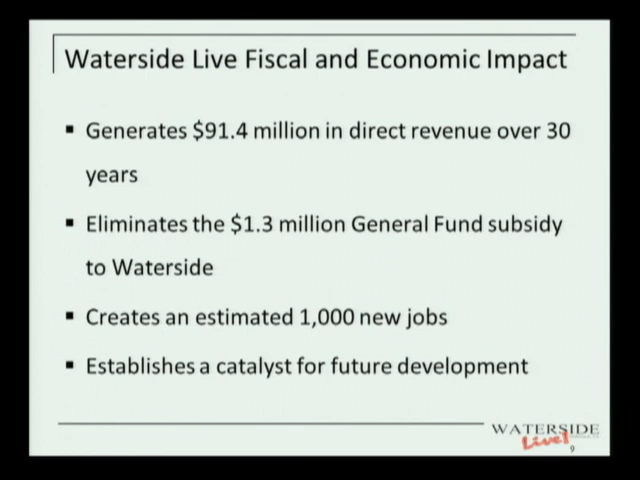 Waterside Live Fiscal and Economic Impact
▪ Generates $91.4 million in direct revenue over 30
years
▪ Eliminates the $1.3 million General Fund subsidy
to Waterside
▪ Creates an estimated 1,000 new jobs
▪ Establishes a catalyst for future development
WATERSIDE
Live!
9